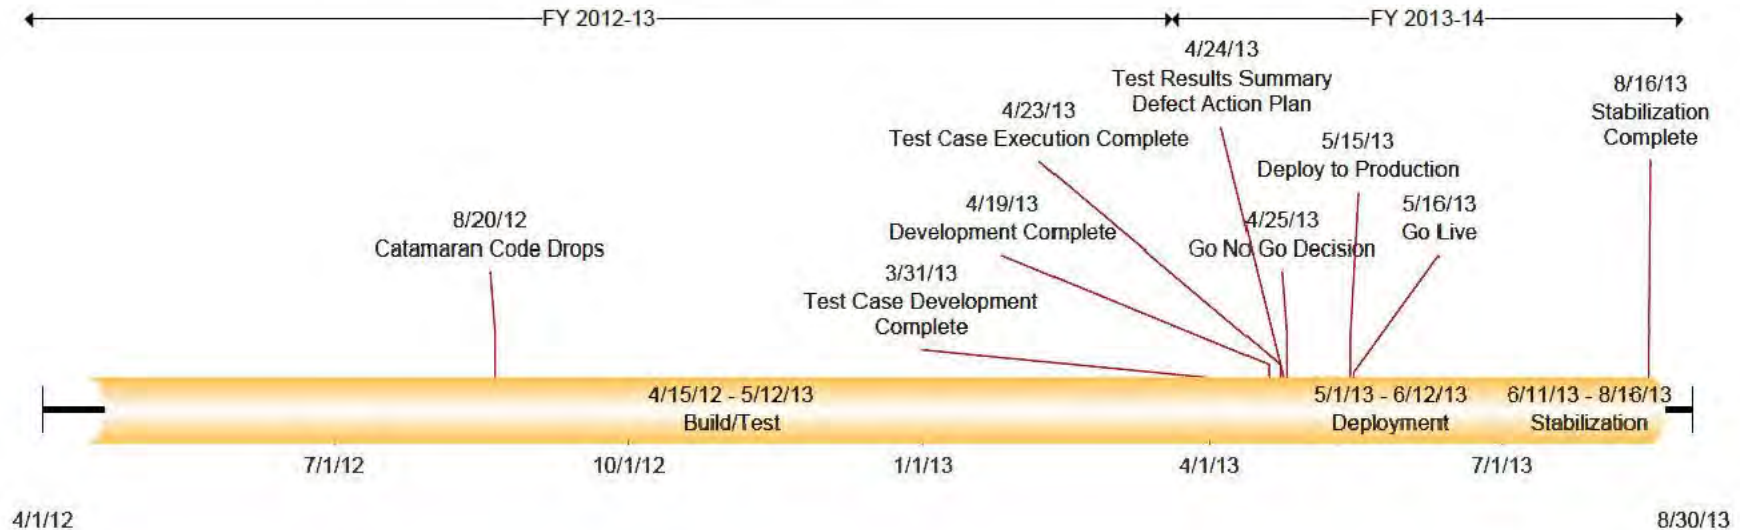 FY 2012-13
FY 2013-14
4/24/13
Test Results Summary
Defect Action Plan
8/16/13
Stabilization
Complete
4/23/13
Test Case Execution Complete
5/15/13
Deploy to Production
4/19/13
Development Complete
4/25/13
Go No Go Decision
5/16/13
Go Live
8/20/12
Catamaran Code Drops
3/31/13
Test Case Development
Complete
4/15/12 - 5/12/13
Build/Test
5/1/13 - 6/12/13
Deployment
6/11/13 - 8/16/13
Stabilization
7/1/12
10/1/12
1/1/13
4/1/13
7/1/13
4/1/12
8/30/13